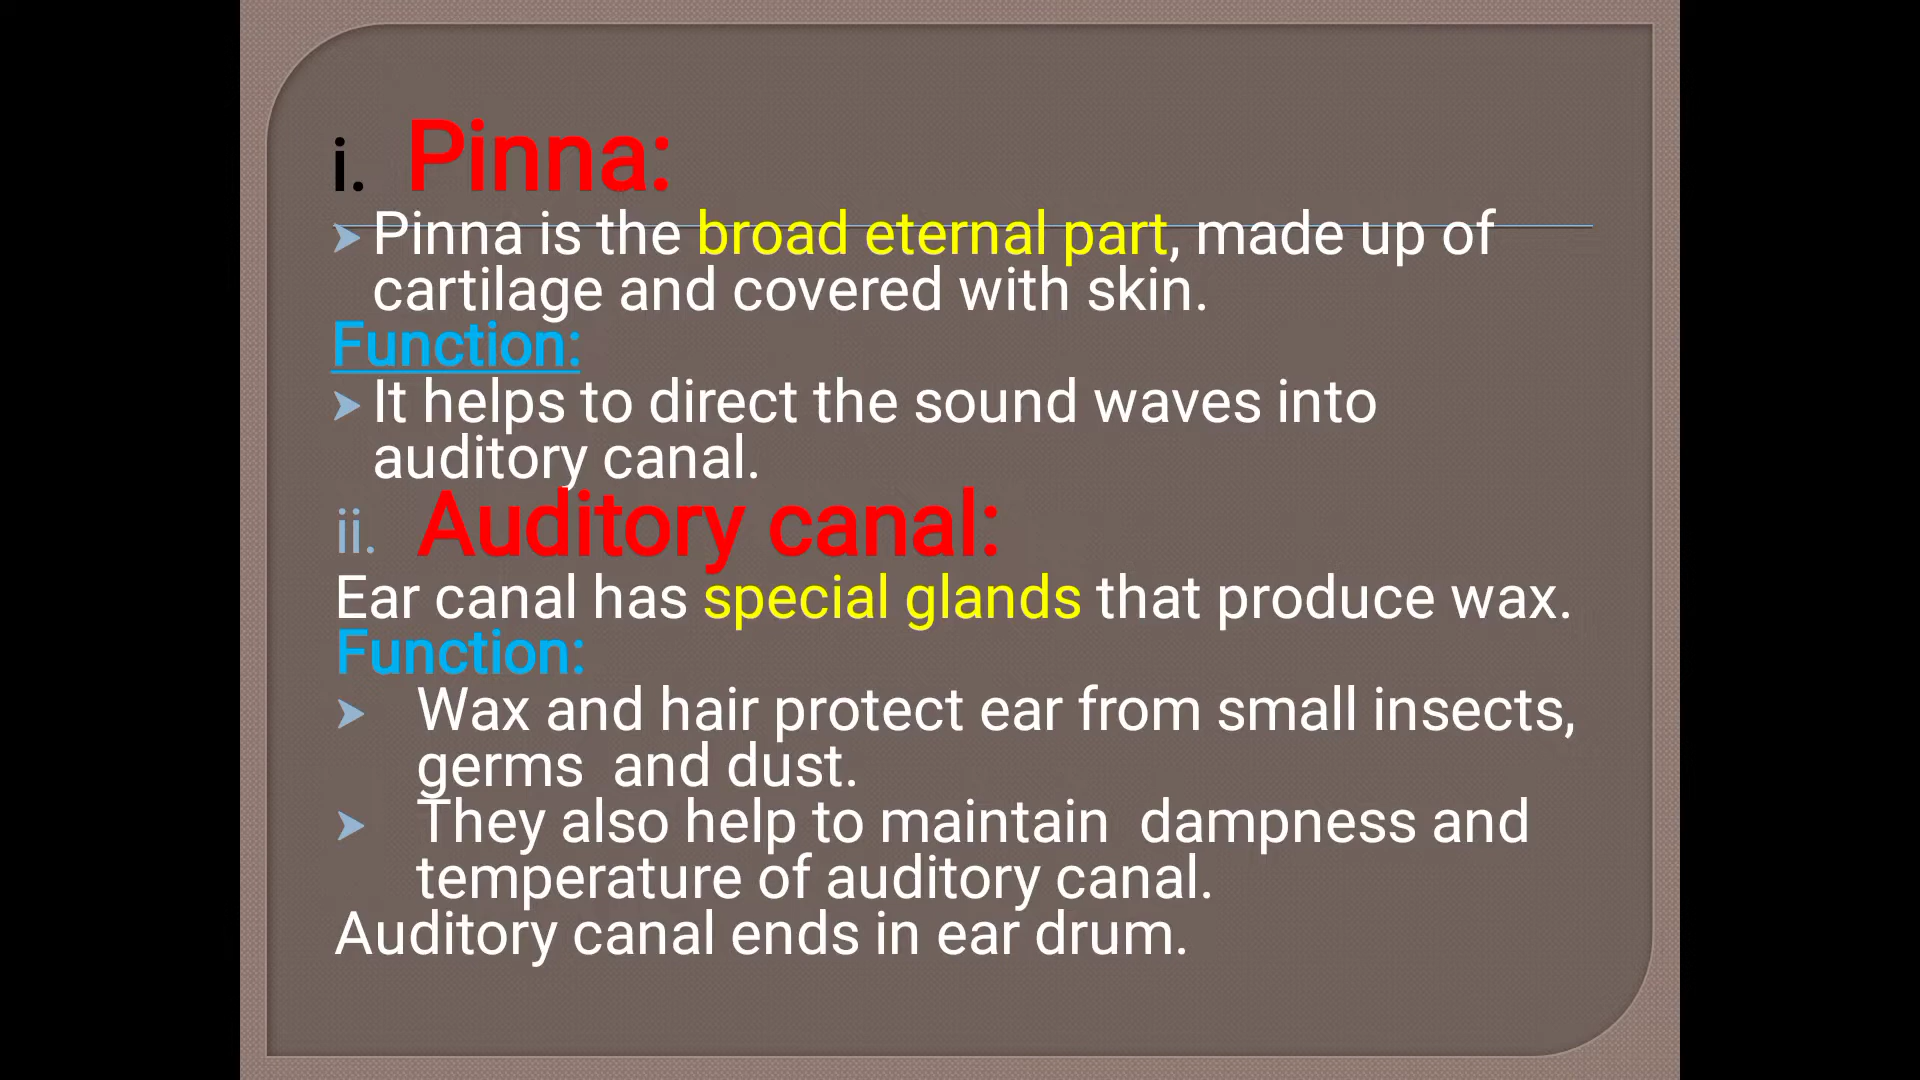 i. Pinna:
➤ Pinna is the broad eternal part, made up of
cartilage and covered with skin.
Function:
➤ It helps to direct the sound waves into
auditory canal.
ii. Auditory canal:
Ear canal has special glands that produce wax.
Function:
➤ Wax and hair protect ear from small insects,
germs  and dust.
➤ They also help to maintain  dampness and
temperature of auditory canal.
Auditory canal ends in ear drum.